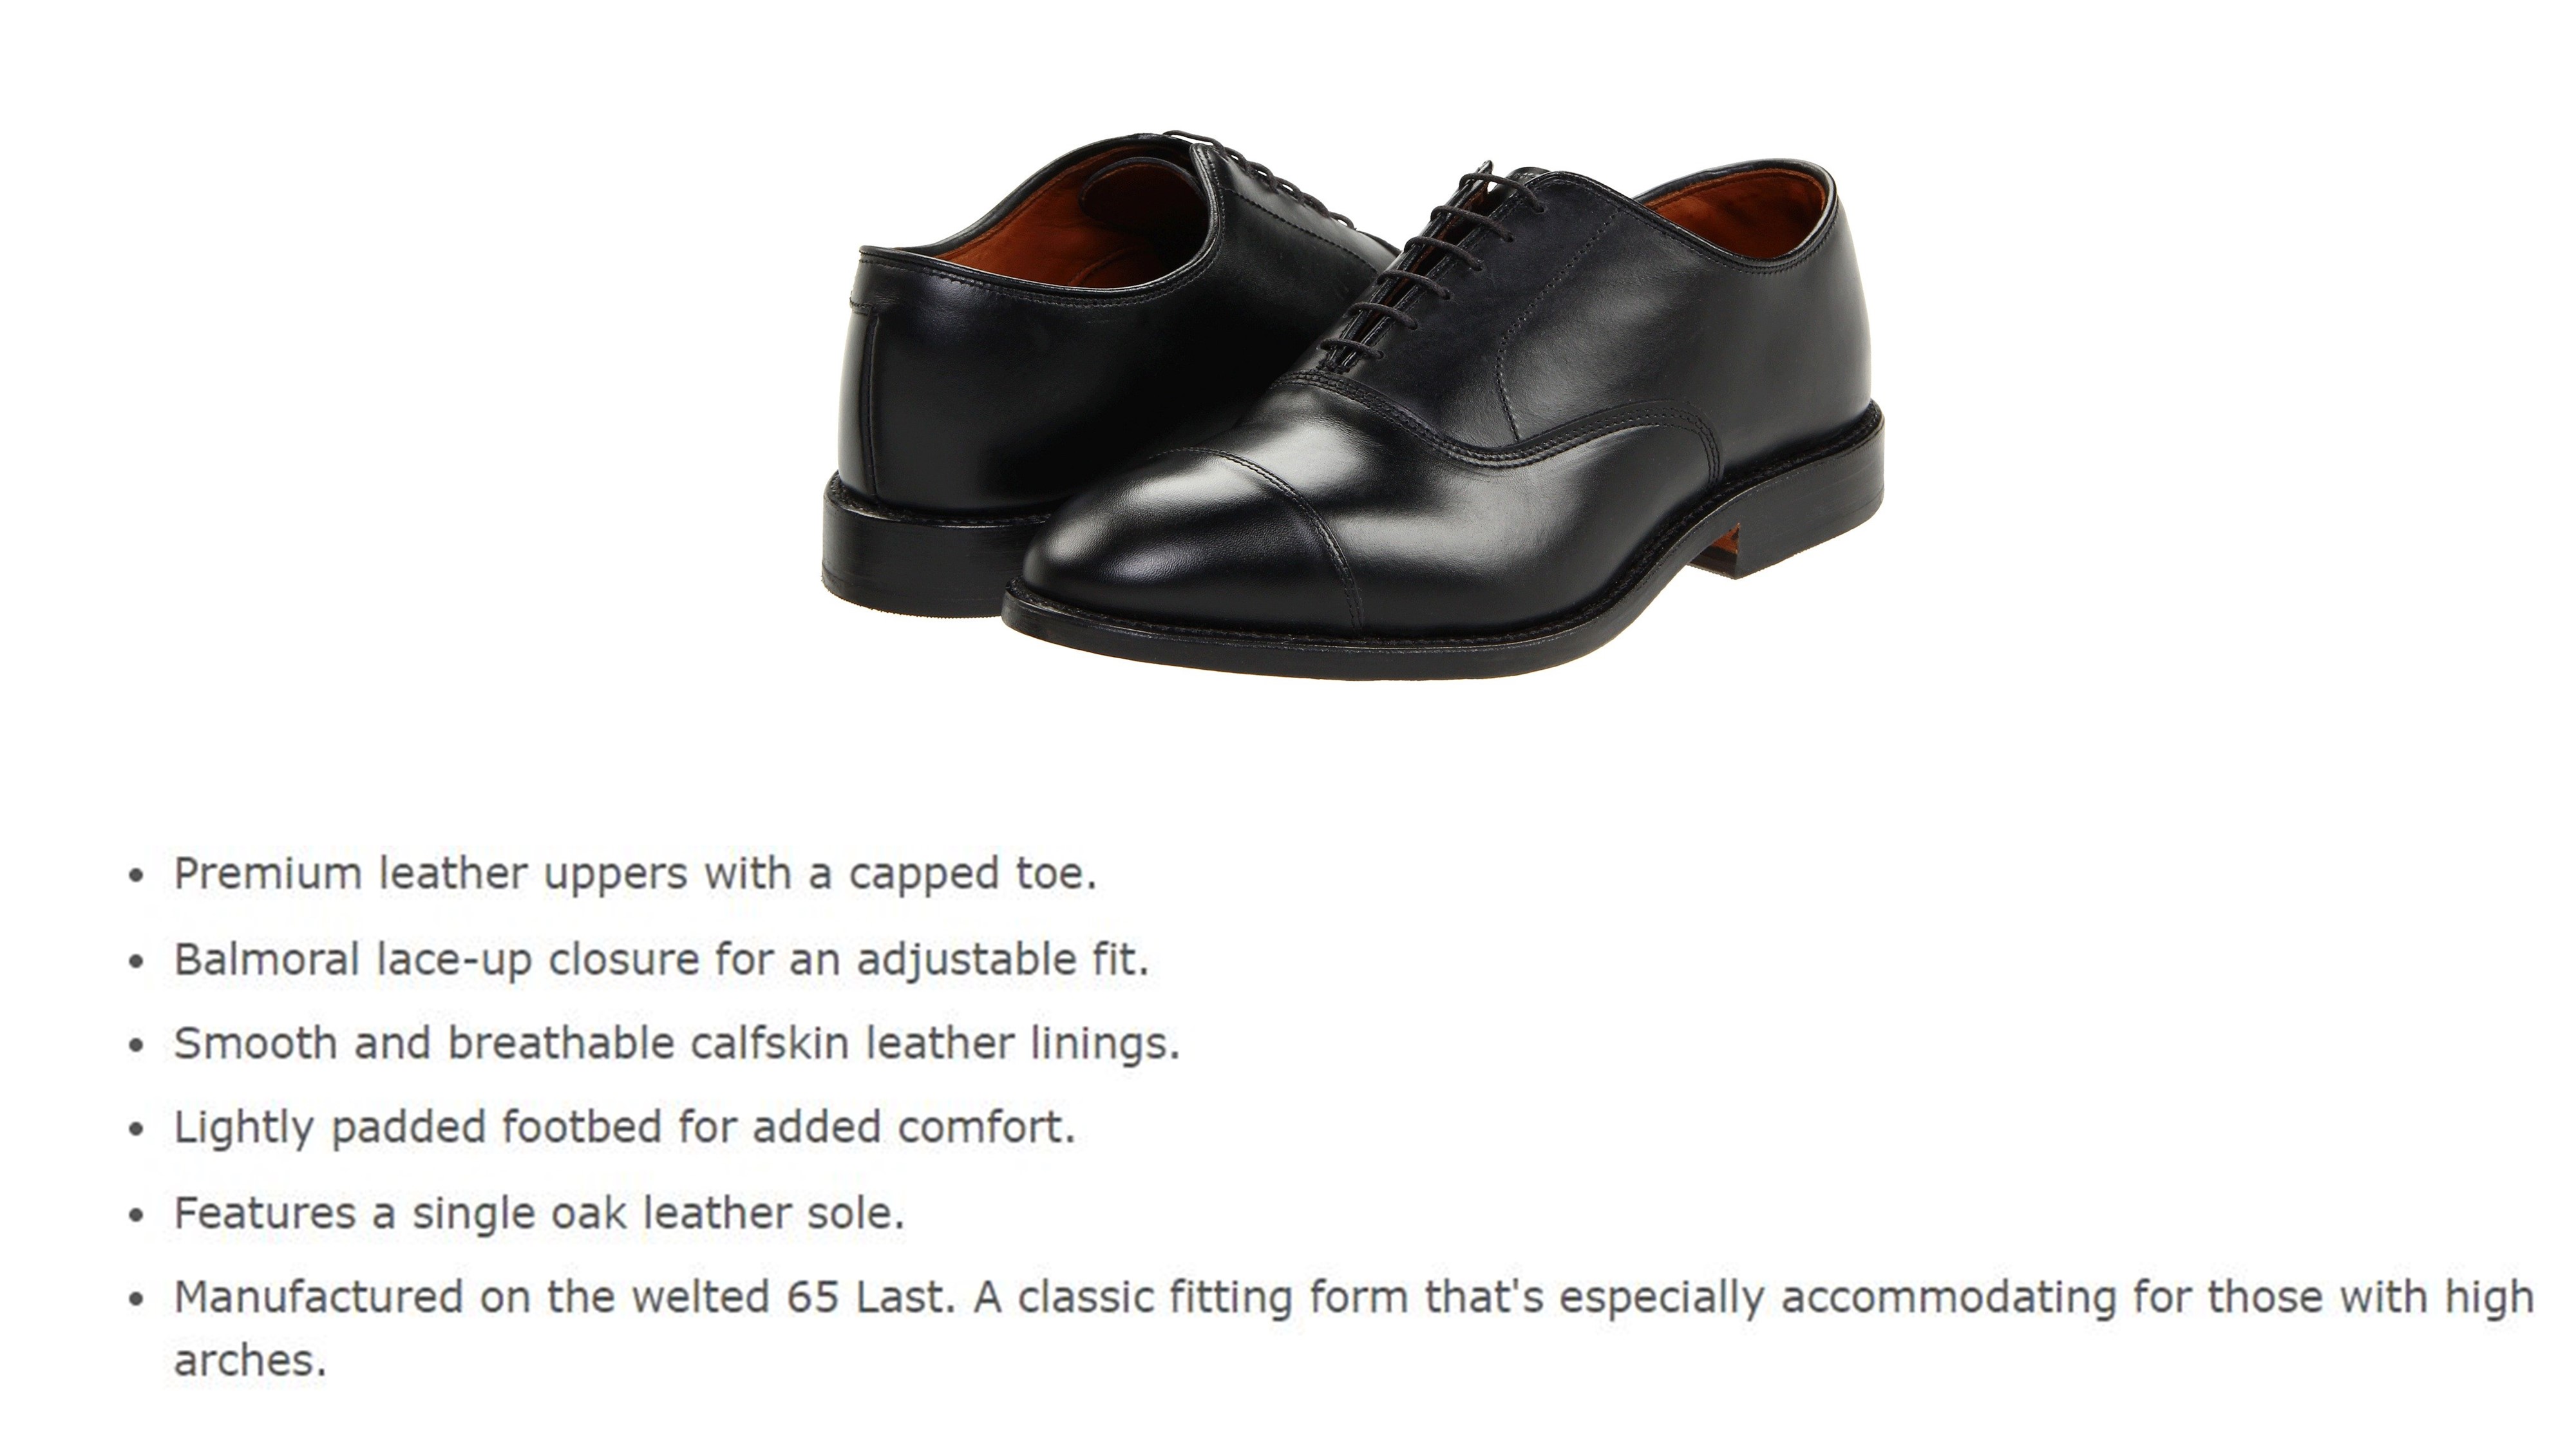 • Premium leather uppers with a capped toe.
• Balmoral lace-up closure for an adjustable fit.
• Smooth and breathable calfskin leather linings.
• Lightly padded footbed for added comfort.
• Features a single oak leather sole.
• Manufactured on the welted 65 Last. A classic fitting form that's especially accommodating for those with high
arches.